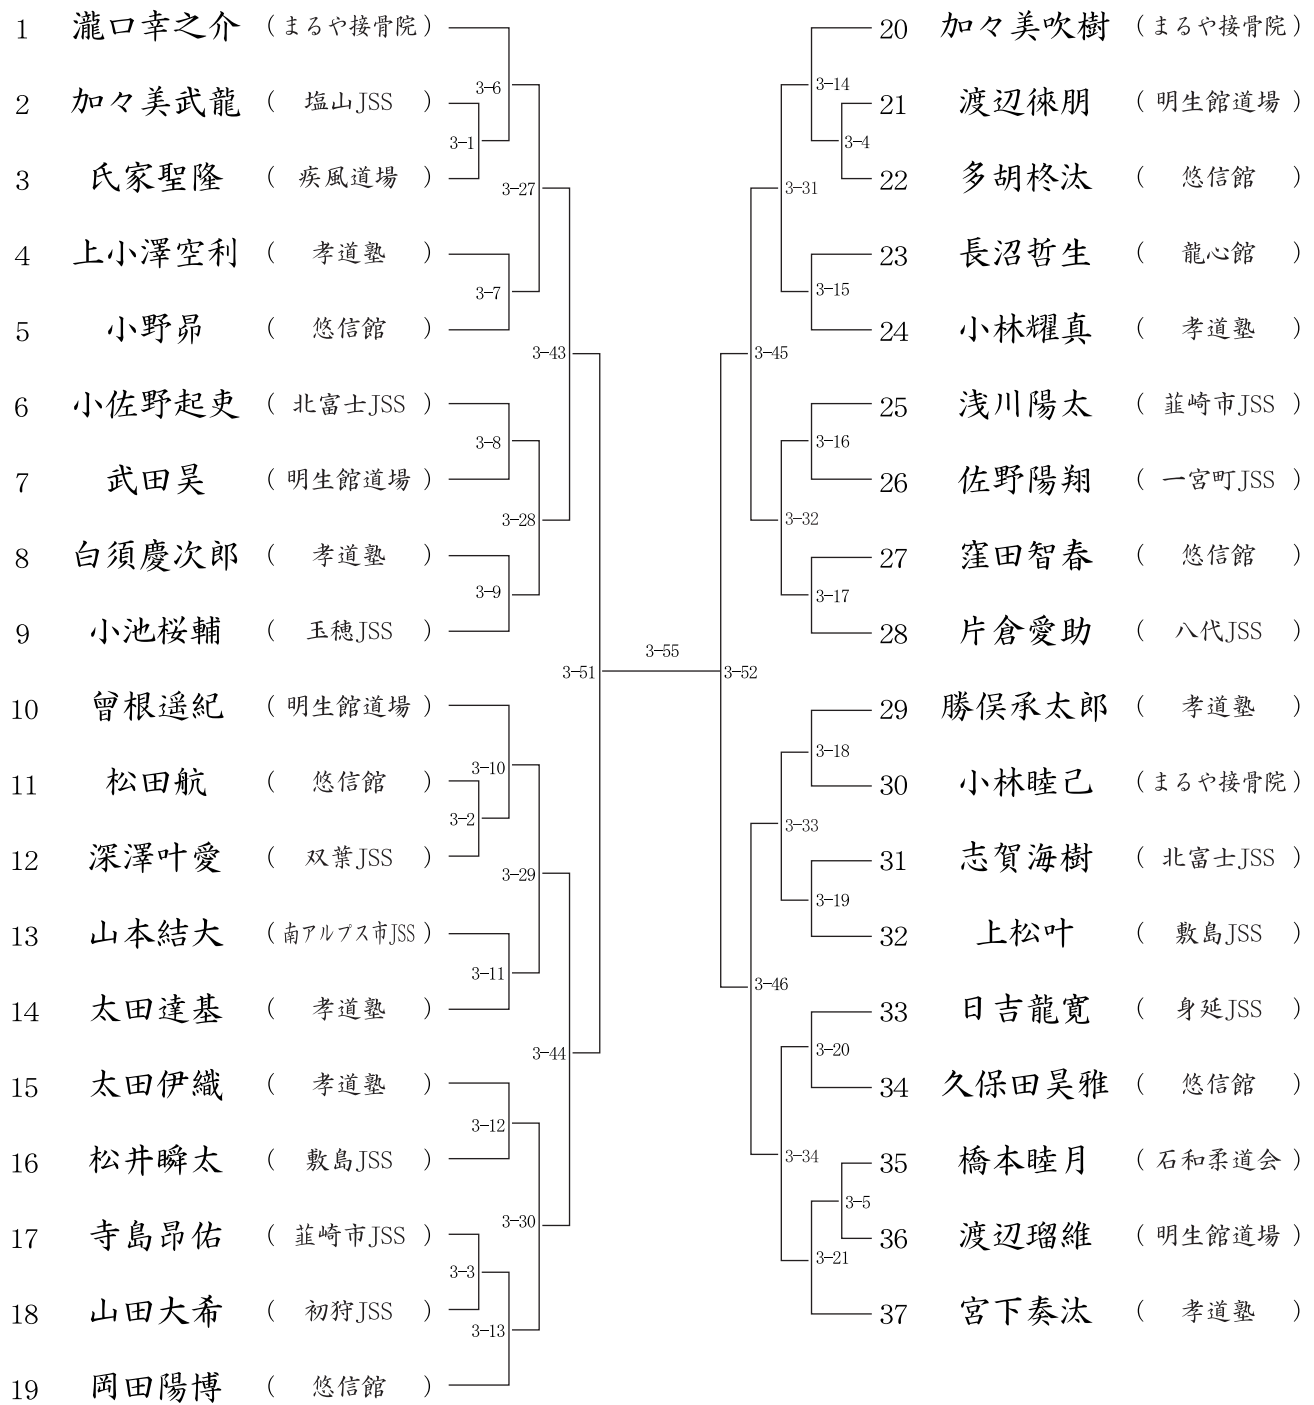 1 瀧口幸之介 (まるや接骨院)
2 加々美武龍 ( 塩山JSS )
3 氏家聖隆 ( 疾風道場 )
4 上小澤空利 ( 孝道塾 )
5 小野昴 ( 悠信館 )
6 小佐野起吏 ( 北富士JSS )
7 武田昊 ( 明生館道場 )
8 白須慶次郎 ( 孝道塾 )
9 小池桜輔 ( 玉穂JSS )
10 曾根遥紀 ( 明生館道場 )
11 松田航 ( 悠信館 )
12 深澤叶愛 ( 双葉JSS )
13 山本結大 (南アルプス市JSS)
14 太田達基 ( 孝道塾 )
15 太田伊織 ( 孝道塾 )
16 松井瞬太 ( 敷島JSS )
17 寺島昂佑 ( 韮崎市JSS )
18 山田大希 ( 初狩JSS )
19 岡田陽博 ( 悠信館 )
3-6
3-1
3-27
3-7
3-43
3-8
3-28
3-9
3-51
3-10
3-2
3-29
3-11
3-44
3-12
3-30
3-3
3-13
3-55
20 加々美吹樹 (まるや接骨院)
21 渡辺徠朋 ( 明生館道場 )
22 多胡柊汰 ( 悠信館 )
23 長沼哲生 ( 龍心館 )
24 小林耀真 ( 孝道塾 )
25 浅川陽太 ( 韮崎市JSS )
26 佐野陽翔 ( 一宮町JSS )
27 窪田智春 ( 悠信館 )
28 片倉愛助 ( 八代JSS )
29 勝俣承太郎 ( 孝道塾 )
30 小林睦己 (まるや接骨院)
31 志賀海樹 ( 北富士JSS )
32 上松叶 ( 敷島JSS )
33 日吉龍寛 ( 身延JSS )
34 久保田昊雅 ( 悠信館 )
35 橋本睦月 ( 石和柔道会 )
36 渡辺瑠維 ( 明生館道場 )
37 宮下奏汰 ( 孝道塾 )
3-14
3-4
3-31
3-15
3-45
3-16
3-32
3-17
3-52
3-18
3-33
3-19
3-46
3-20
3-34
3-5
3-21